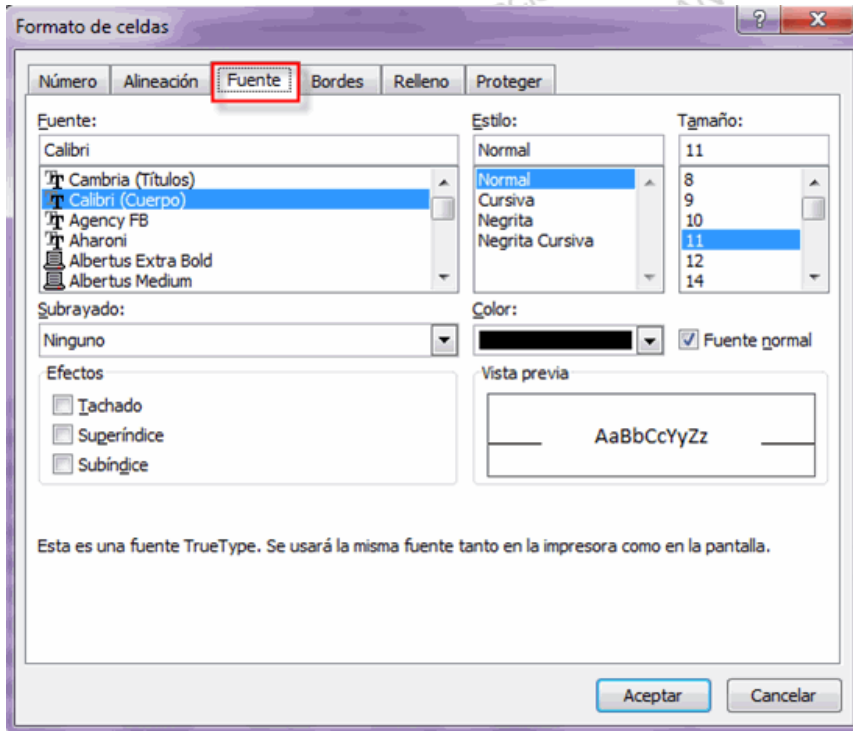 Formato de celdas
Número Alineación Fuente Bordes Relleno Proteger
Fuente: Estilo: Tamaño:
Calibri Normal 11
Cambria (Títulos) Normal 8
Calibri (Cuerpo) Cursiva 9
Agency FB Negrita 10
Aharoni Negrita Cursiva 11
Albertus Extra Bold 12
Albertus Medium 14
Subrayado: Color:
Ninguno Fuente normal
Efectos Vista previa
Tachado
Superíndice AaBbCcYyZz
Subíndice
Esta es una fuente TrueType. Se usará la misma fuente tanto en la impresora como en la pantalla.
Aceptar Cancelar